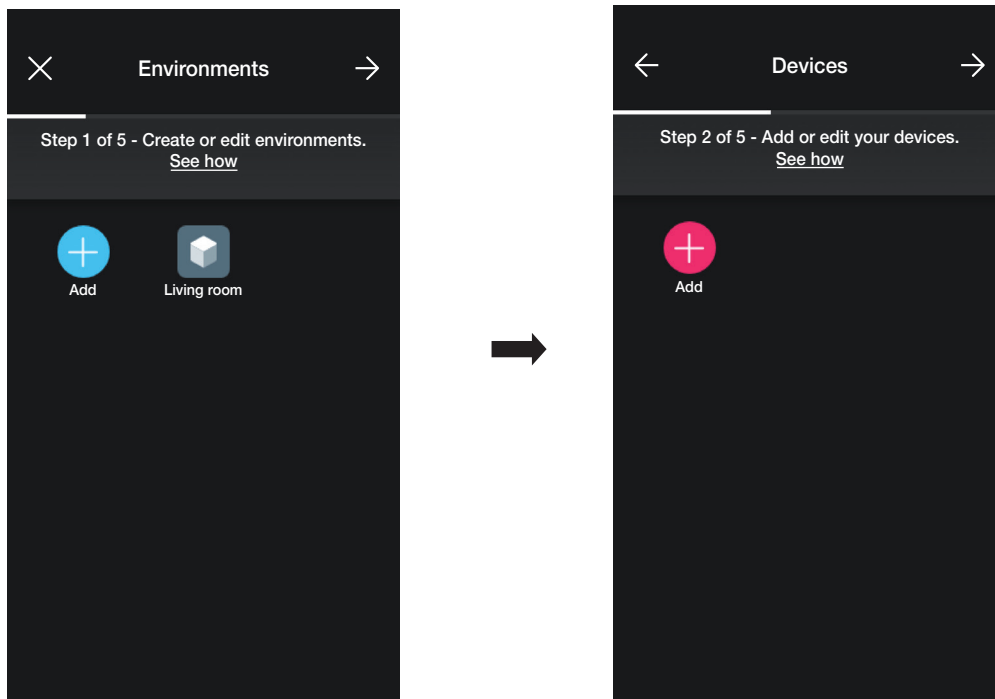 Environments
Step 1 of 5 - Create or edit environments.
See how
Add
Living room
Devices
Step 2 of 5 - Add or edit your devices.
See how
Add